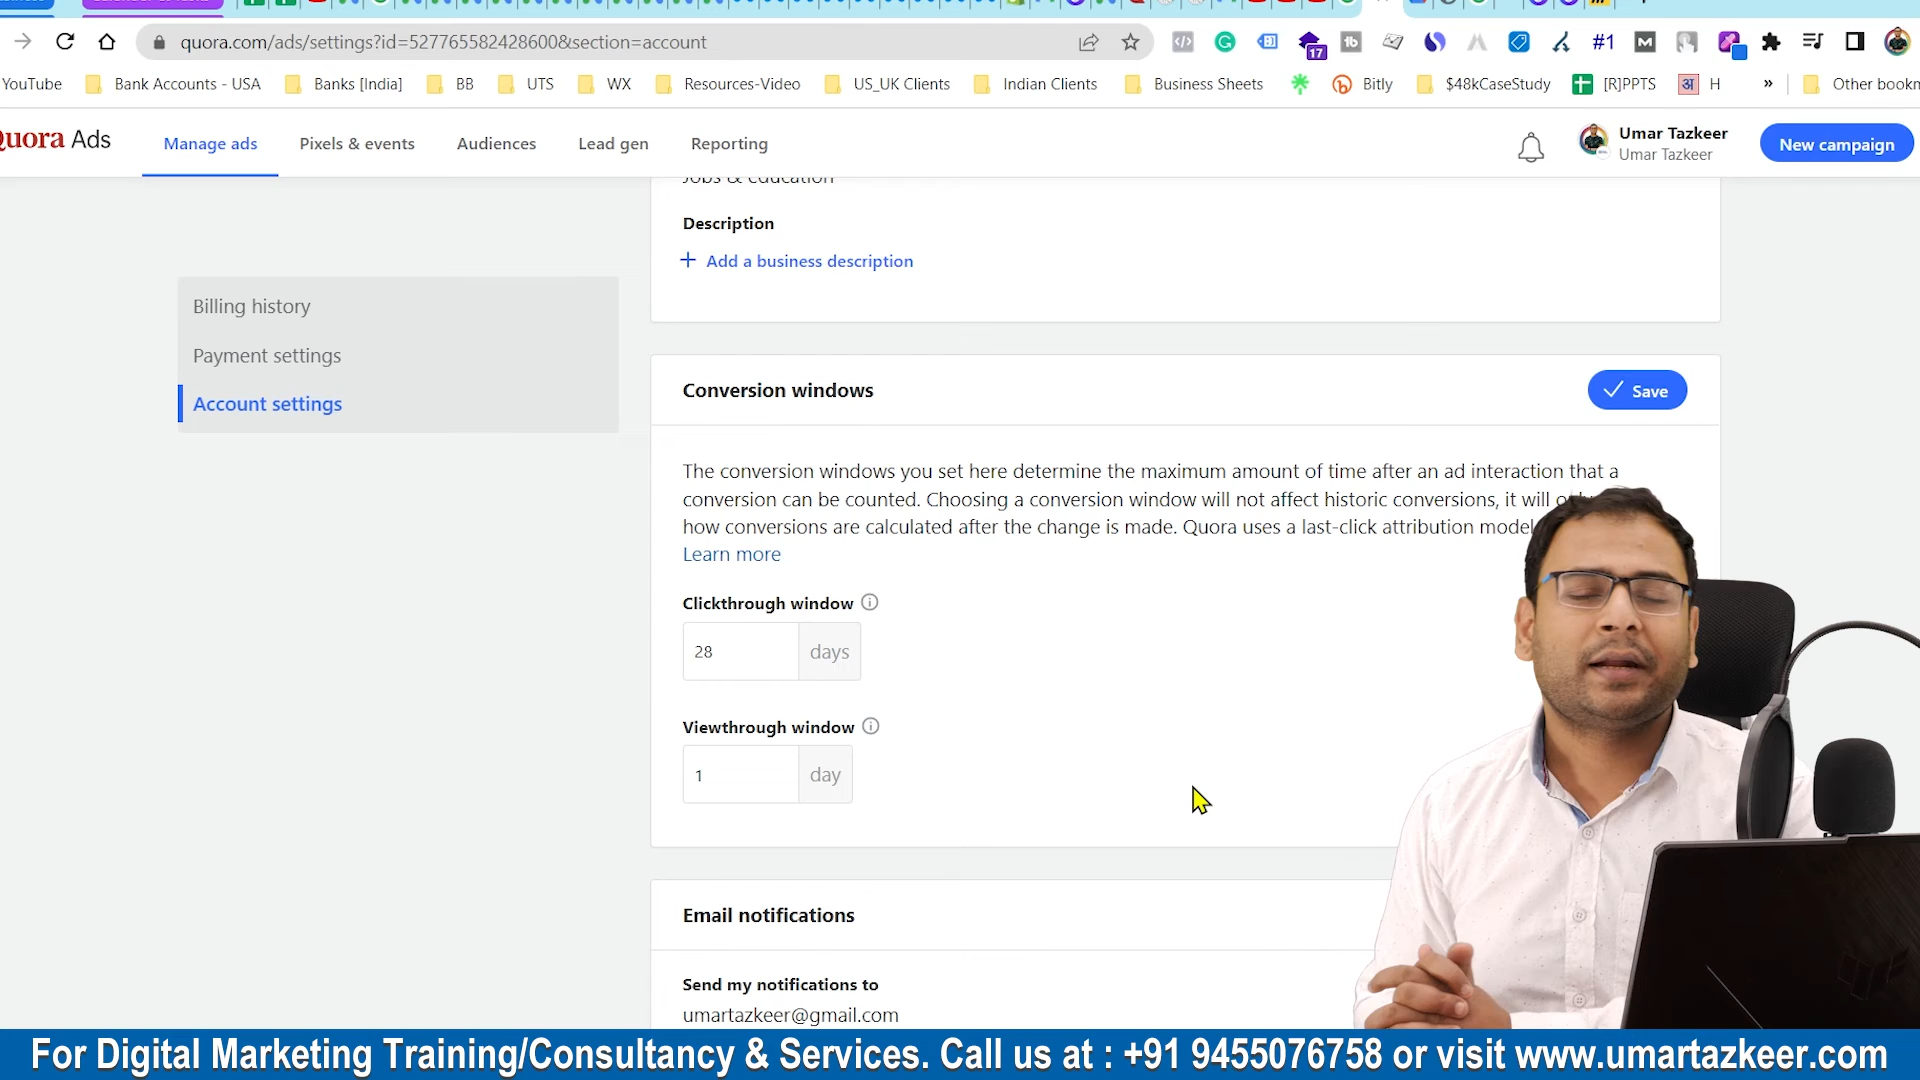 quora.com/ads/settings?id=527765582428600&section=account
#1
17
YouTube Bank Accounts - USA Banks [India] BB UTS WX Resources-Video US_UK Clients Indian Clients Business Sheets Bitly $48kCaseStudy [R]PPTS अ H » Other bookn
Quora Ads Manage ads Pixels & events Audiences Lead gen Reporting
Umar Tazkeer
Umar Tazkeer
New campaign
Jobs & education
Description
+ Add a business description
Billing history
Payment settings
Account settings
Conversion windows
Save
The conversion windows you set here determine the maximum amount of time after an ad interaction that a
conversion can be counted. Choosing a conversion window will not affect historic conversions, it will
how conversions are calculated after the change is made. Quora uses a last-click attribution model
Learn more
Clickthrough window
28 days
Viewthrough window
1 day
Email notifications
Send my notifications to
umartazkeer@gmail.com
For Digital Marketing Training/Consultancy & Services. Call us at : +91 9455076758 or visit www.umartazkeer.com